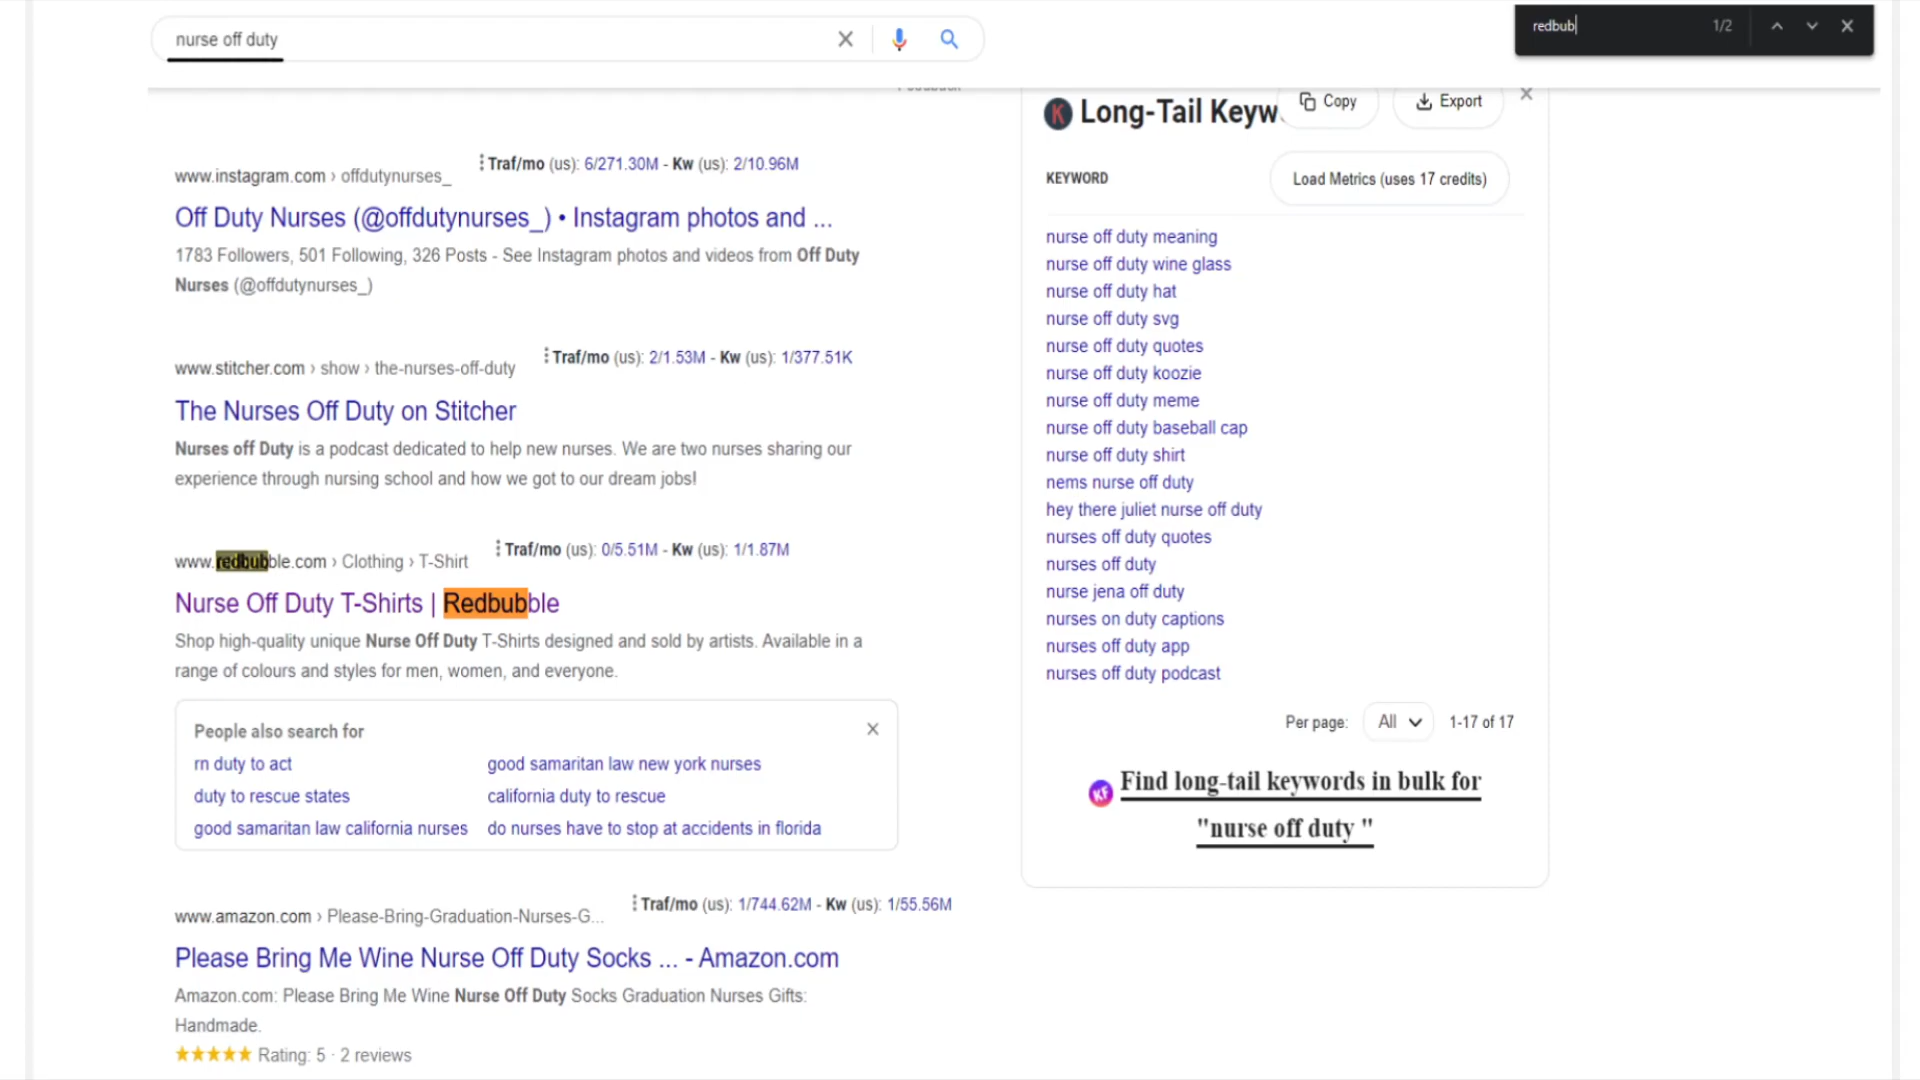 nurse off duty
redbub
1/2
www.instagram.com › offdutynurses_
Traf/mo (us): 6/271.30M - Kw (us): 2/10.96M
Off Duty Nurses (@offdutynurses_) • Instagram photos and ...
1783 Followers, 501 Following, 326 Posts - See Instagram photos and videos from Off Duty
Nurses (@offdutynurses_)
www.stitcher.com › show › the-nurses-off-duty
Traf/mo (us): 2/1.53M - Kw (us): 1/377.51K
The Nurses Off Duty on Stitcher
Nurses off Duty is a podcast dedicated to help new nurses. We are two nurses sharing our
experience through nursing school and how we got to our dream jobs!
www.redbubble.com › Clothing › T-Shirt
Traf/mo (us): 0/5.51M - Kw (us): 1/1.87M
Nurse Off Duty T-Shirts | Redbubble
Shop high-quality unique Nurse Off Duty T-Shirts designed and sold by artists. Available in a
range of colours and styles for men, women, and everyone.
People also search for
rn duty to act
good samaritan law new york nurses
duty to rescue states
california duty to rescue
good samaritan law california nurses
do nurses have to stop at accidents in florida
www.amazon.com › Please-Bring-Graduation-Nurses-G...
Traf/mo (us): 1/744.62M - Kw (us): 1/55.56M
Please Bring Me Wine Nurse Off Duty Socks ... - Amazon.com
Amazon.com: Please Bring Me Wine Nurse Off Duty Socks Graduation Nurses Gifts:
Handmade.
Rating: 5 · 2 reviews
K Long-Tail Keyw
Copy
Export
KEYWORD
Load Metrics (uses 17 credits)
nurse off duty meaning
nurse off duty wine glass
nurse off duty hat
nurse off duty svg
nurse off duty quotes
nurse off duty koozie
nurse off duty meme
nurse off duty baseball cap
nurse off duty shirt
nems nurse off duty
hey there juliet nurse off duty
nurses off duty quotes
nurses off duty
nurse jena off duty
nurses on duty captions
nurses off duty app
nurses off duty podcast
Per page:
All
1-17 of 17
KF
Find long-tail keywords in bulk for
"nurse off duty "